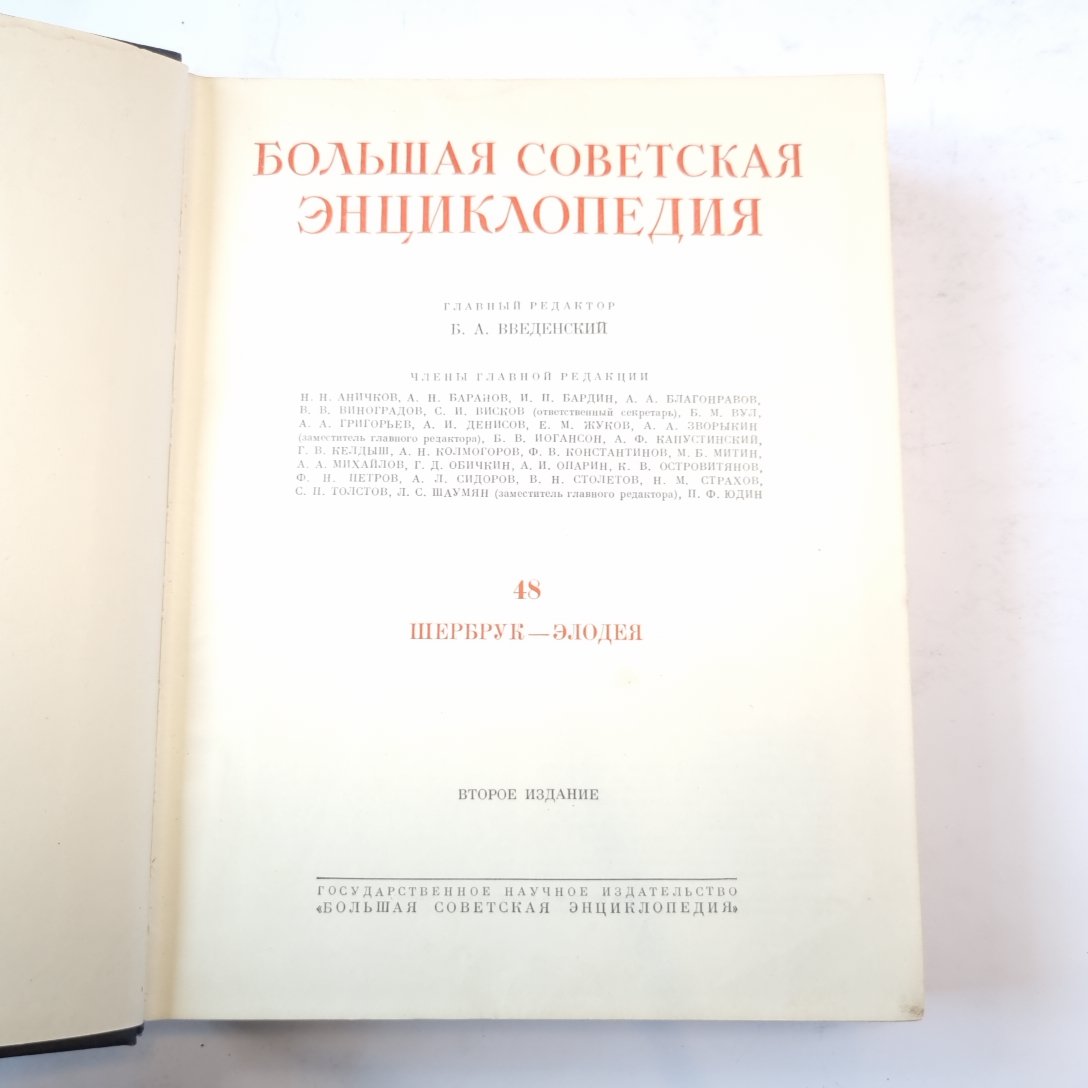 БОЛЬШАЯ СОВЕТСКАЯ
ЭНЦИКЛОПЕДИЯ
ГЛАВНЫЙ РЕДАКТОР
Б. А. ВВЕДЕНСКИЙ
ЧЛЕНЫ ГЛАВНОЙ РЕДАКЦИИ
Н. Н. АНИЧКОВ, А. Н. БАРАНОВ, И. П. БАРДИН, А. А. БЛАГОНРАВОВ,
В. В. ВИНОГРАДОВ, С. И. ВИСКОВ (ответственный секретарь), Б. М. ВУЛ,
А. А. ГРИГОРЬЕВ, А. И. ДЕНИСОВ, Е. М. ЖУКОВ, А. А. ЗВОРЫКИН
(заместитель главного редактора), Б. В. ИОГАНСОН, А. Ф. КАПУСТИНСКИЙ,
Г. В. КЕЛДЫШ, А. Н. КОЛМОГОРОВ, Ф. В. КОНСТАНТИНОВ, М. Б. МИТИН,
А. А. МИХАЙЛОВ, Г. Д. ОБИЧКИН, А. И. ОПАРИН, К. В. ОСТРОВИТЯНОВ,
Ф. Н. ПЕТРОВ, А. Л. СИДОРОВ, В. Н. СТОЛЕТОВ, Н. М. СТРАХОВ,
С. П. ТОЛСТОВ, Л. С. ШАУМЯН (заместитель главного редактора), П. Ф. ЮДИН
48
ШЕРБРУК—ЭЛОДЕЯ
ВТОРОЕ ИЗДАНИЕ
ГОСУДАРСТВЕННОЕ НАУЧНОЕ ИЗДАТЕЛЬСТВО
«БОЛЬШАЯ СОВЕТСКАЯ ЭНЦИКЛОПЕДИЯ»